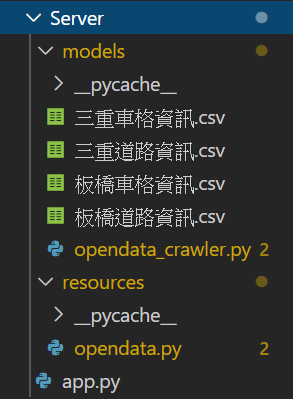 Server
models
__pycache__
三重車格資訊.csv
三重道路資訊.csv
板橋車格資訊.csv
板橋道路資訊.csv
opendata_crawler.py 2
resources
__pycache__
opendata.py 2
app.py